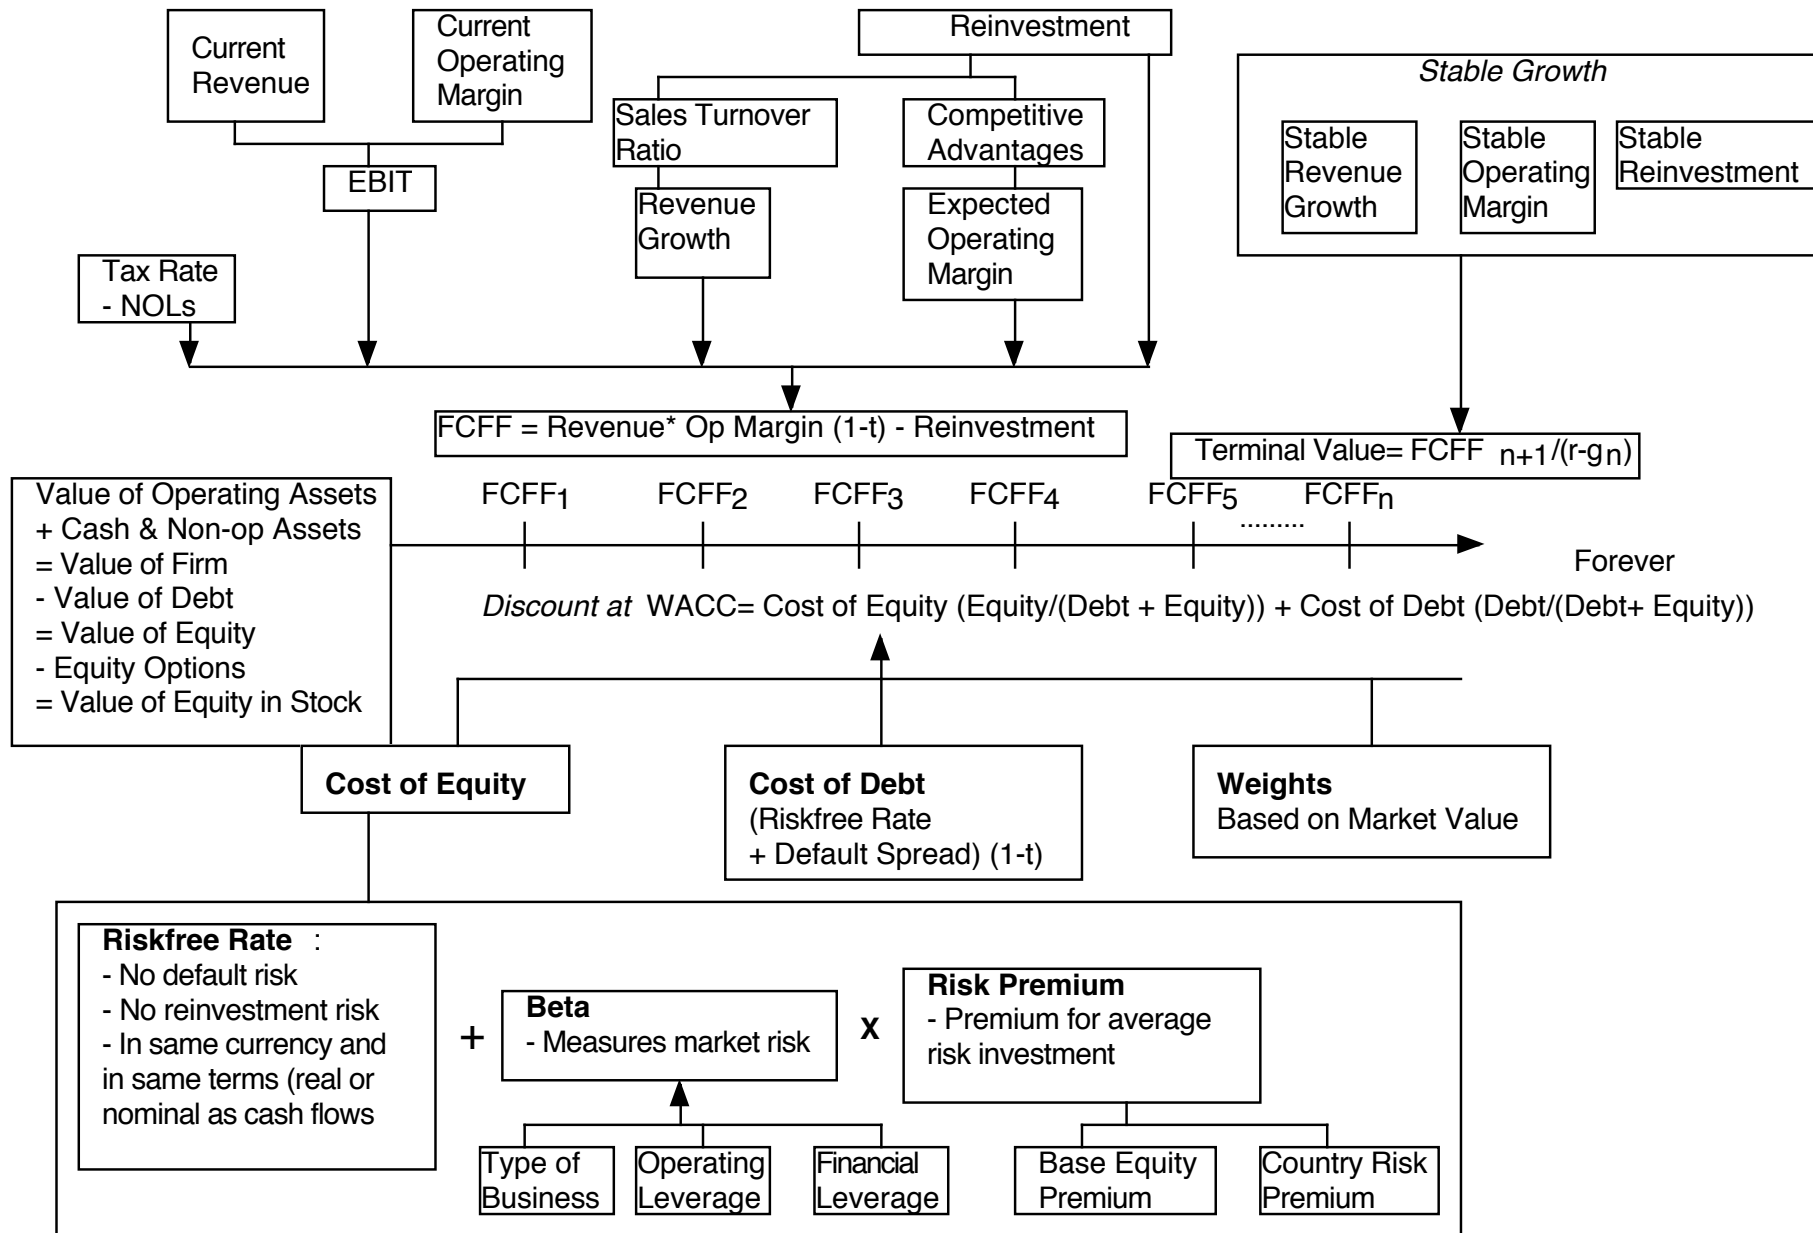 Current
Revenue
Current
Operating
Margin
Reinvestment
Stable Growth
Sales Turnover
Ratio
Competitive
Advantages
Stable
Revenue
Growth
Stable
Operating
Margin
Stable
Reinvestment
EBIT
Revenue
Growth
Expected
Operating
Margin
Tax Rate
- NOLs
FCFF = Revenue* Op Margin (1-t) - Reinvestment
Terminal Value= FCFF n+1/(r-gn)
Value of Operating Assets
+ Cash & Non-op Assets
= Value of Firm
- Value of Debt
= Value of Equity
- Equity Options
= Value of Equity in Stock
FCFF1 FCFF2 FCFF3 FCFF4 FCFF5 ......... FCFFn
Forever
Discount at WACC= Cost of Equity (Equity/(Debt + Equity)) + Cost of Debt (Debt/(Debt+ Equity))
Cost of Equity
Cost of Debt
(Riskfree Rate
+ Default Spread) (1-t)
Weights
Based on Market Value
Riskfree Rate :
- No default risk
- No reinvestment risk
- In same currency and
in same terms (real or
nominal as cash flows
+
Beta
- Measures market risk
X
Risk Premium
- Premium for average
risk investment
Type of
Business
Operating
Leverage
Financial
Leverage
Base Equity
Premium
Country Risk
Premium